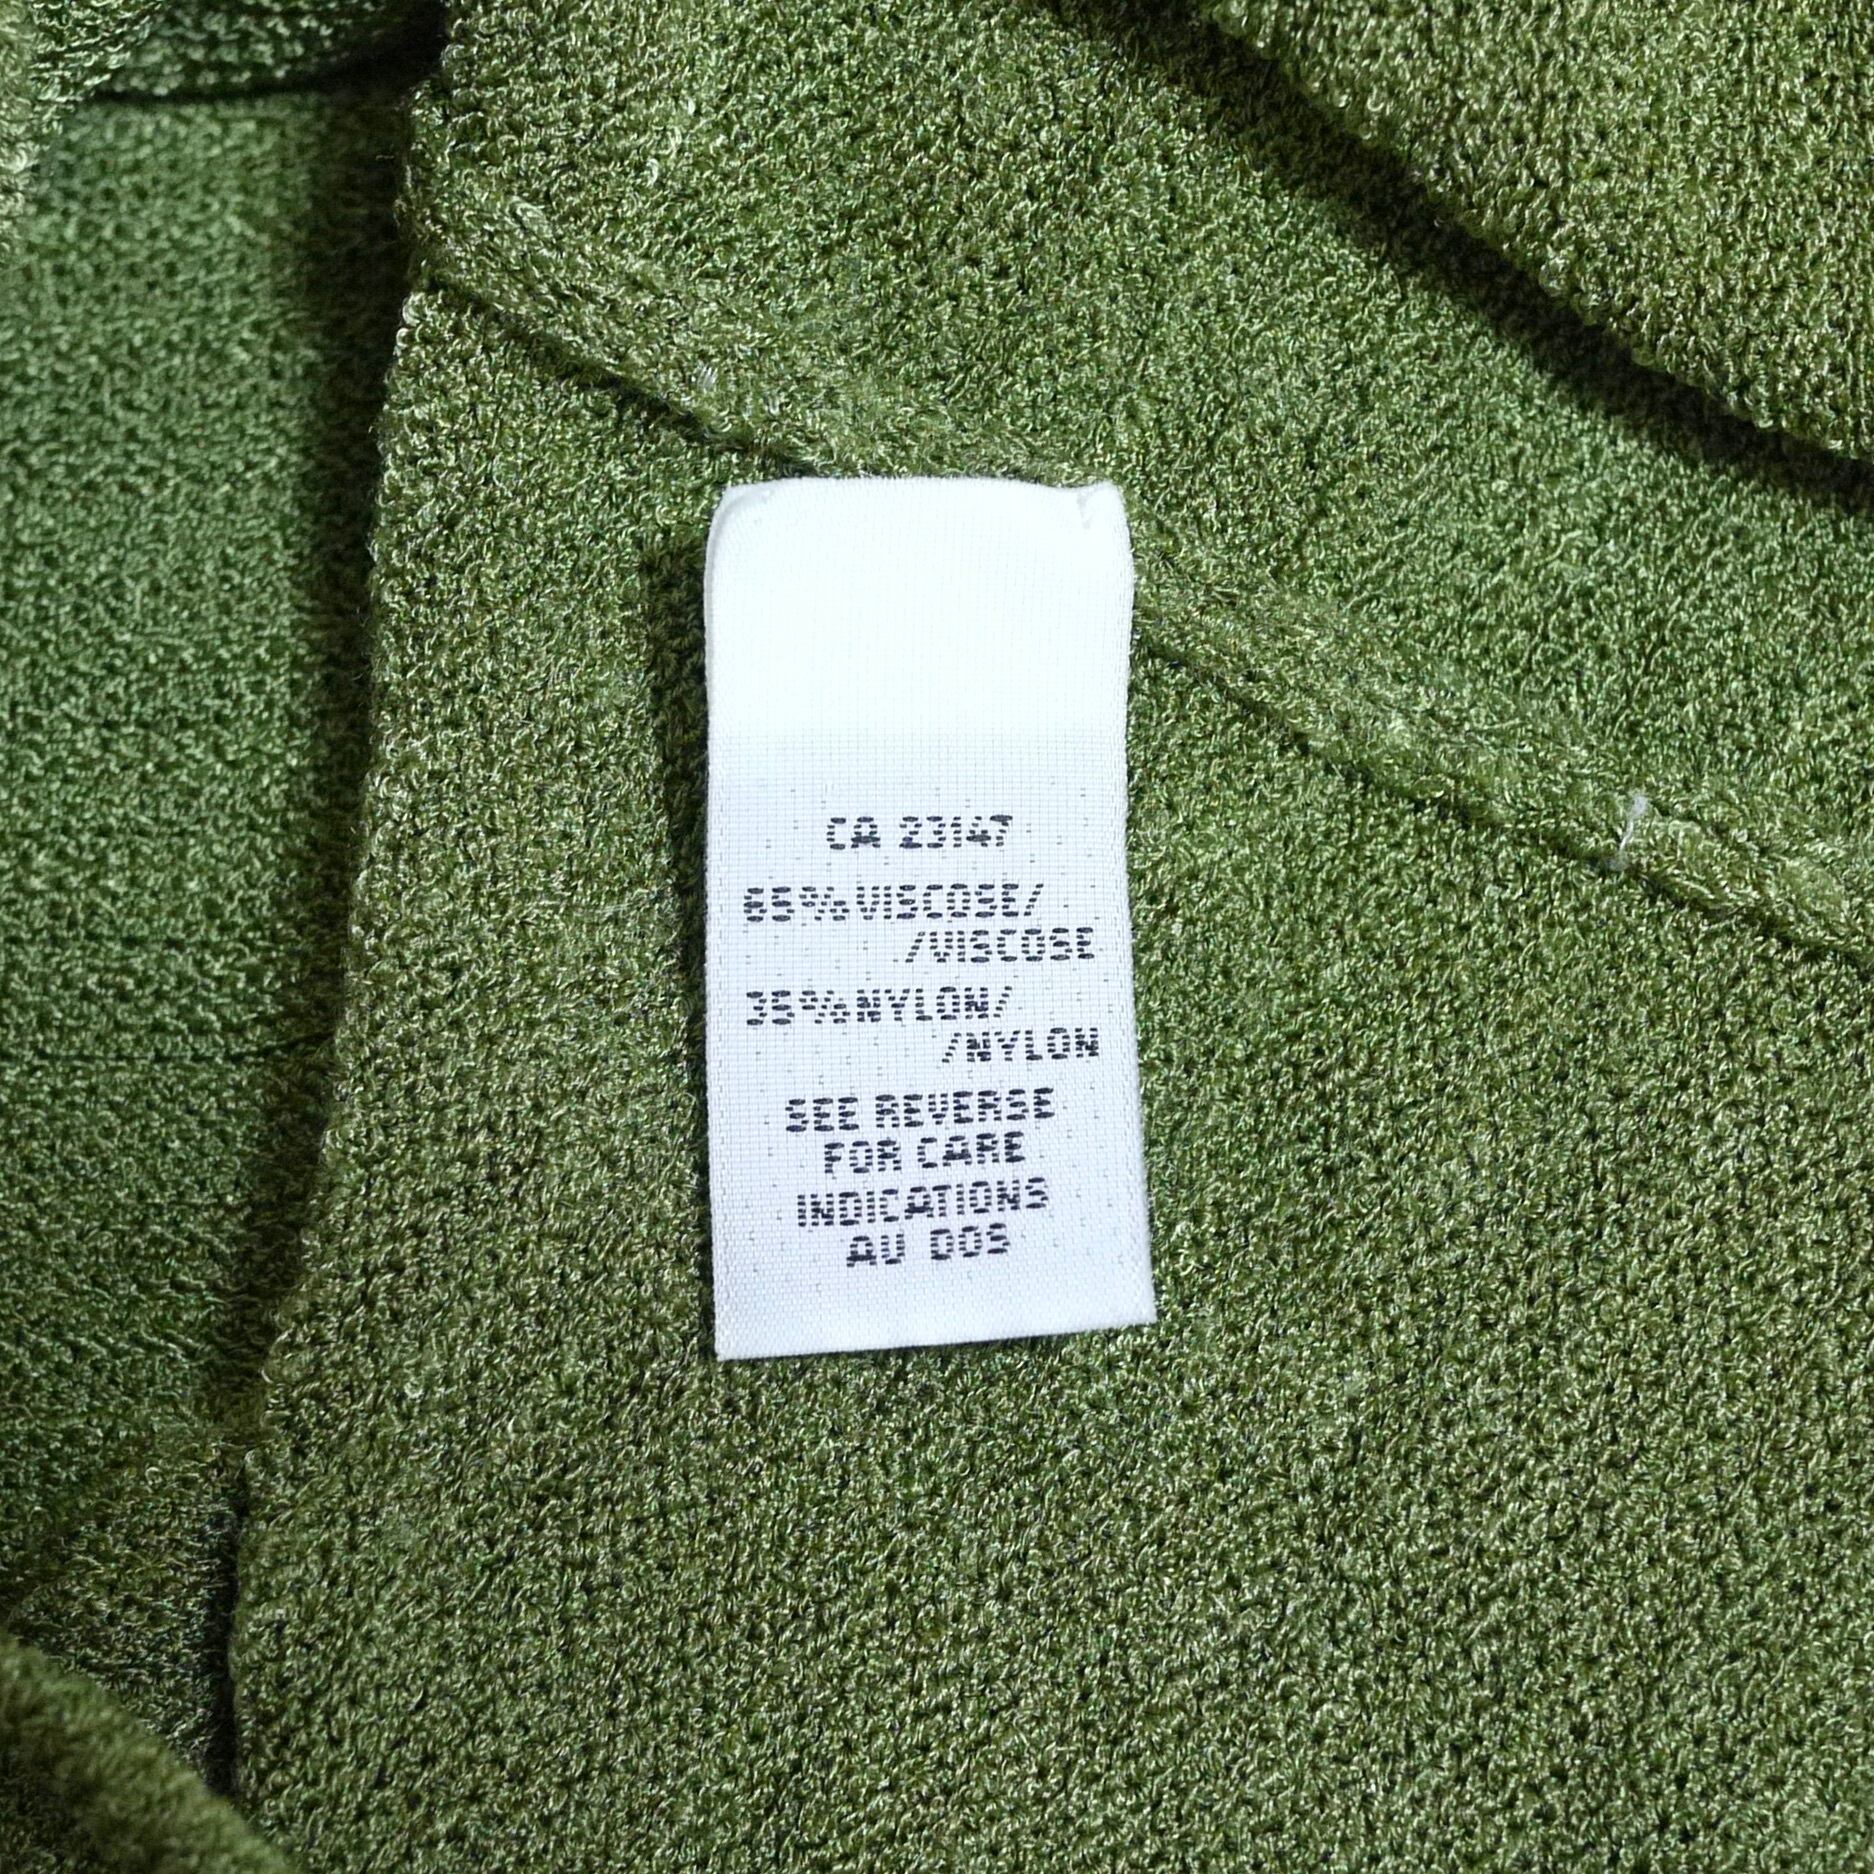 CA 23147
65%VISCOSE/
/VISCOSE
35%NYLON/
/NYLON
SEE REVERSE
FOR CARE
INDICATIONS
AU DOS